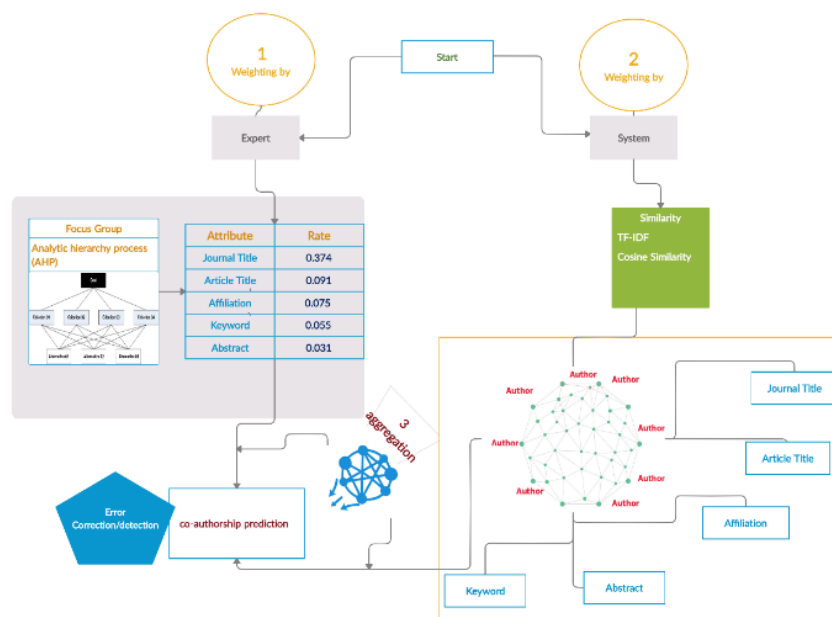 1
Weighting by
Start
2
Weighting by
Expert
System
Focus Group
Analytic hierarchy process
(AHP)
Attribute Rate
Journal Title 0.374
Article Title 0.091
Affiliation 0.075
Keyword 0.055
Abstract 0.031
Similarity
TF-IDF
Cosine Similarity
3
aggregation
Author
Author
Author
Author
Author
Author
Author
Author
Author
Journal Title
Article Title
Affiliation
Keyword
Abstract
Error
Correction/detection
co-authorship prediction